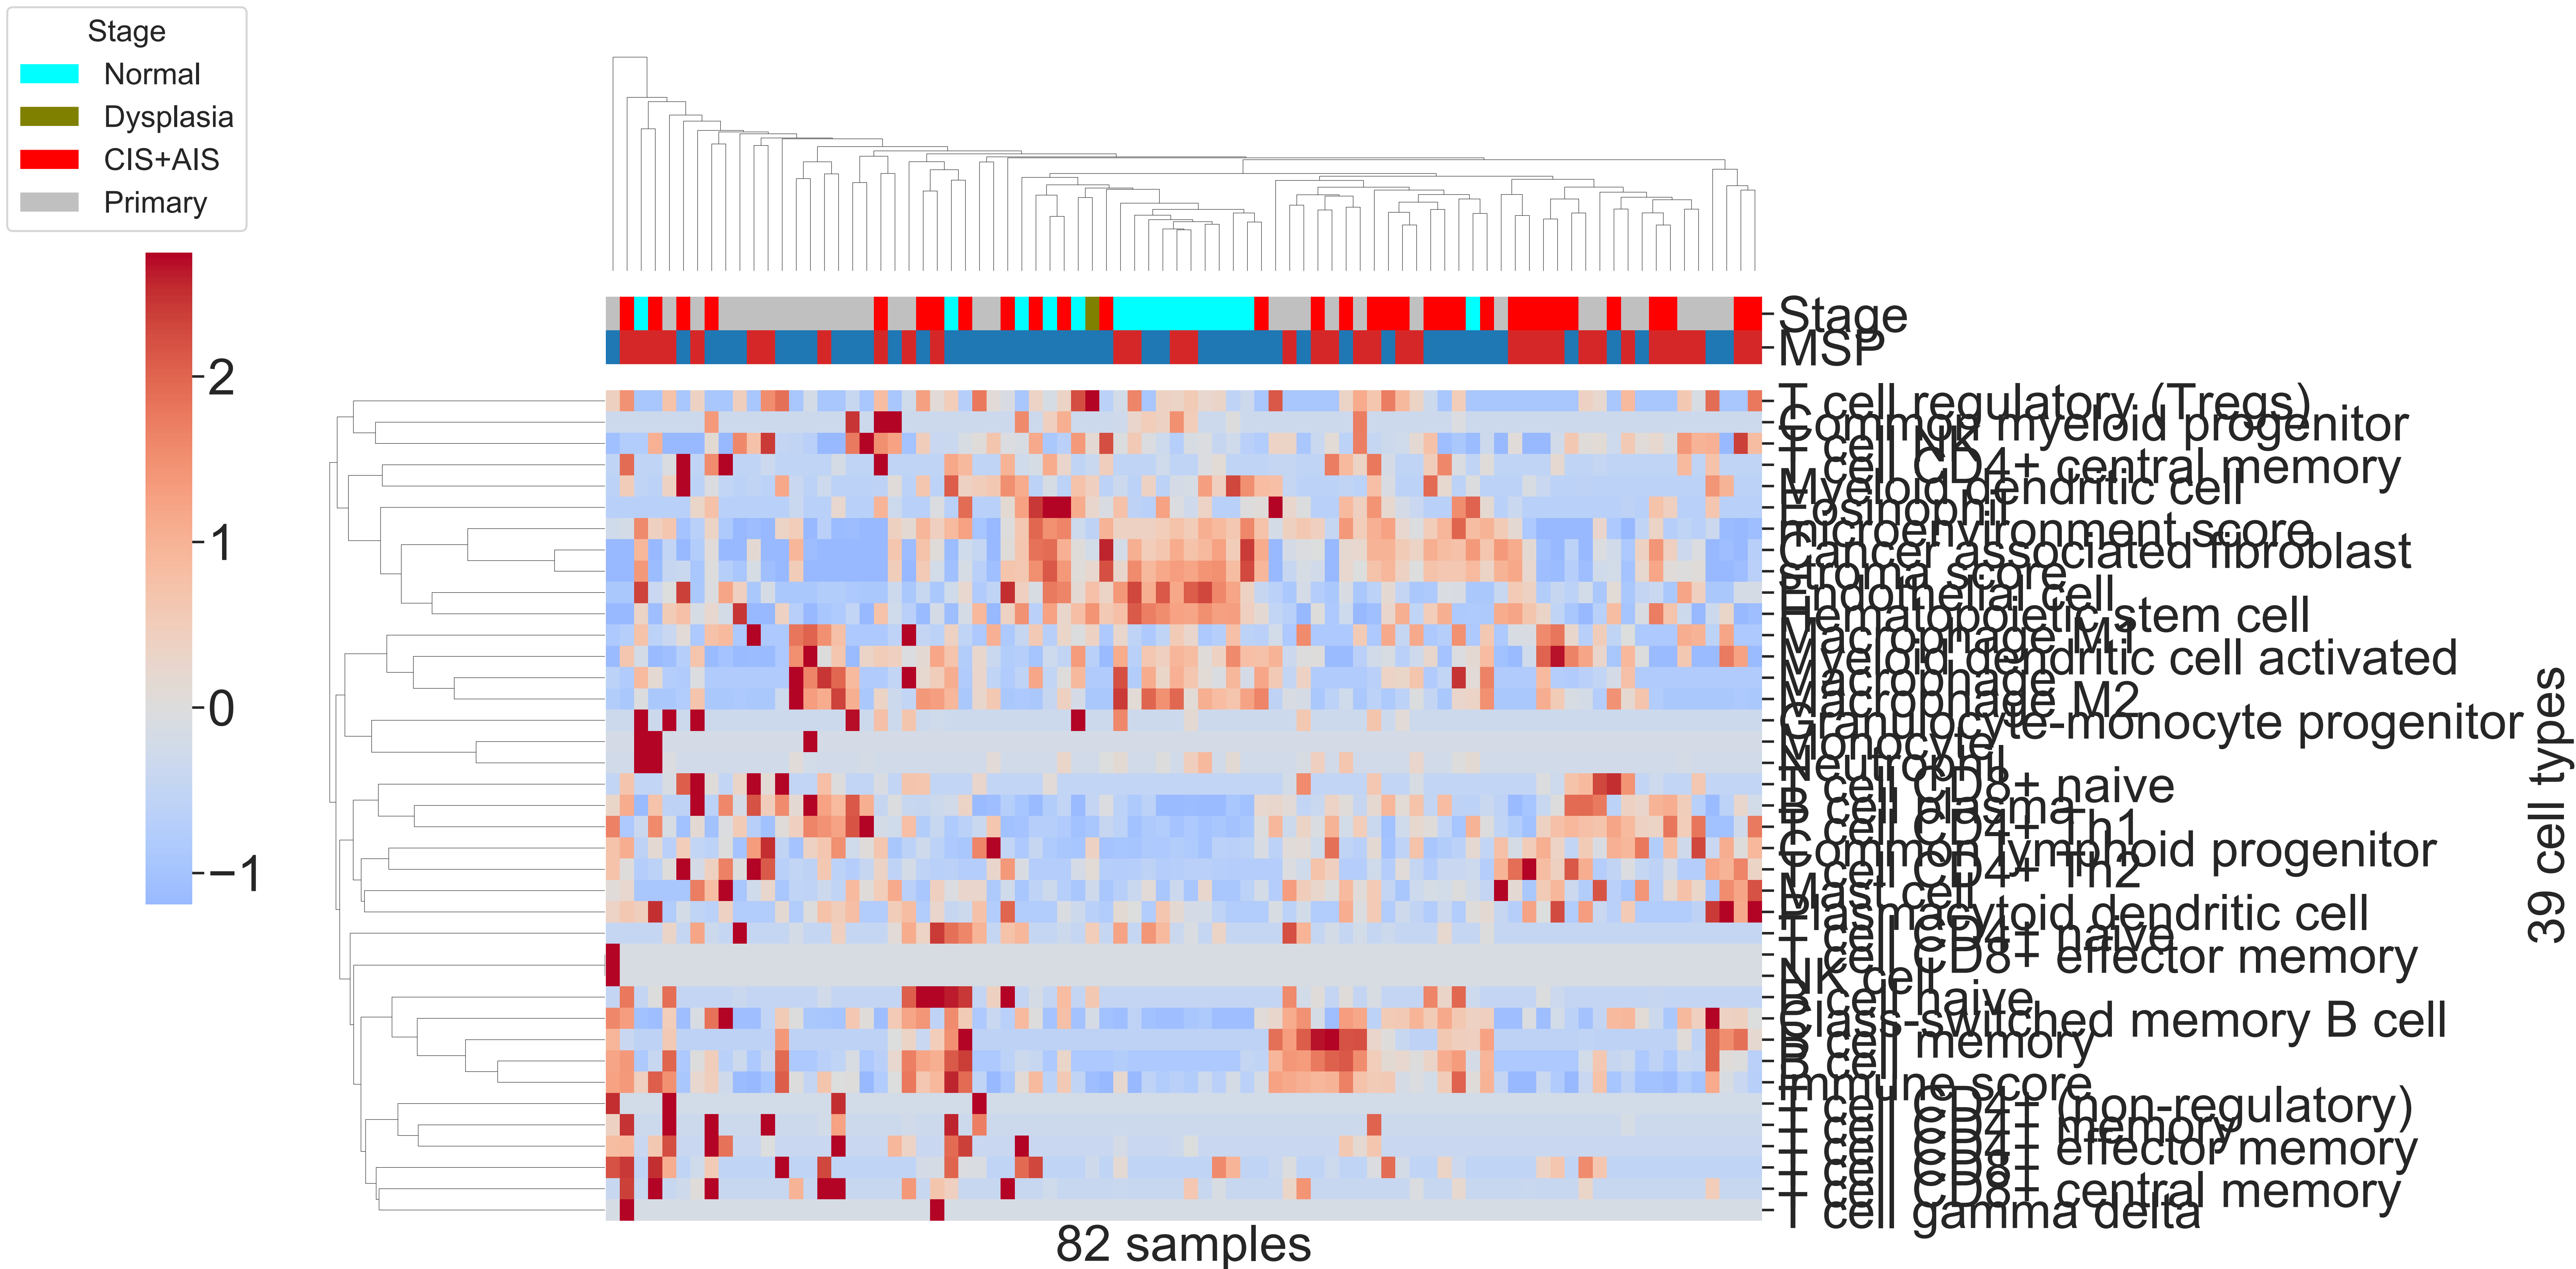 Stage
Normal
Dysplasia
CIS+AIS
Primary
2
1
0
−1
Stage
MSP
T cell regulatory (Tregs)
Common myeloid progenitor
T cell NK
T cell CD4+ central memory
Myeloid dendritic cell
Eosinophil
microenvironment score
Cancer associated fibroblast
stroma score
Endothelial cell
Hematopoietic stem cell
Macrophage M1
Myeloid dendritic cell activated
Macrophage
Macrophage M2
Granulocyte-monocyte progenitor
Monocyte
Neutrophil
T cell CD8+ naive
B cell plasma
T cell CD4+ Th1
Common lymphoid progenitor
T cell CD4+ Th2
Mast cell
Plasmacytoid dendritic cell
T cell CD4+ naive
T cell CD8+ effector memory
NK cell
B cell naive
Class-switched memory B cell
B cell memory
B cell
immune score
T cell CD4+ (non-regulatory)
T cell CD4+ memory
T cell CD4+ effector memory
T cell CD8+
T cell CD8+ central memory
T cell gamma delta
39 cell types
82 samples